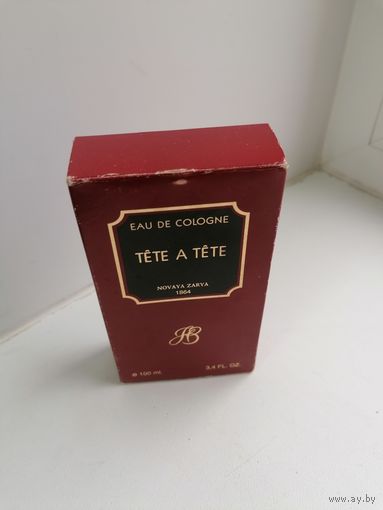 EAU DE COLOGNE
TÊTE A TÊTE
NOVAYA ZARYA
1864
e 100 ml. 3.4 FL. OZ.
www.ay.by